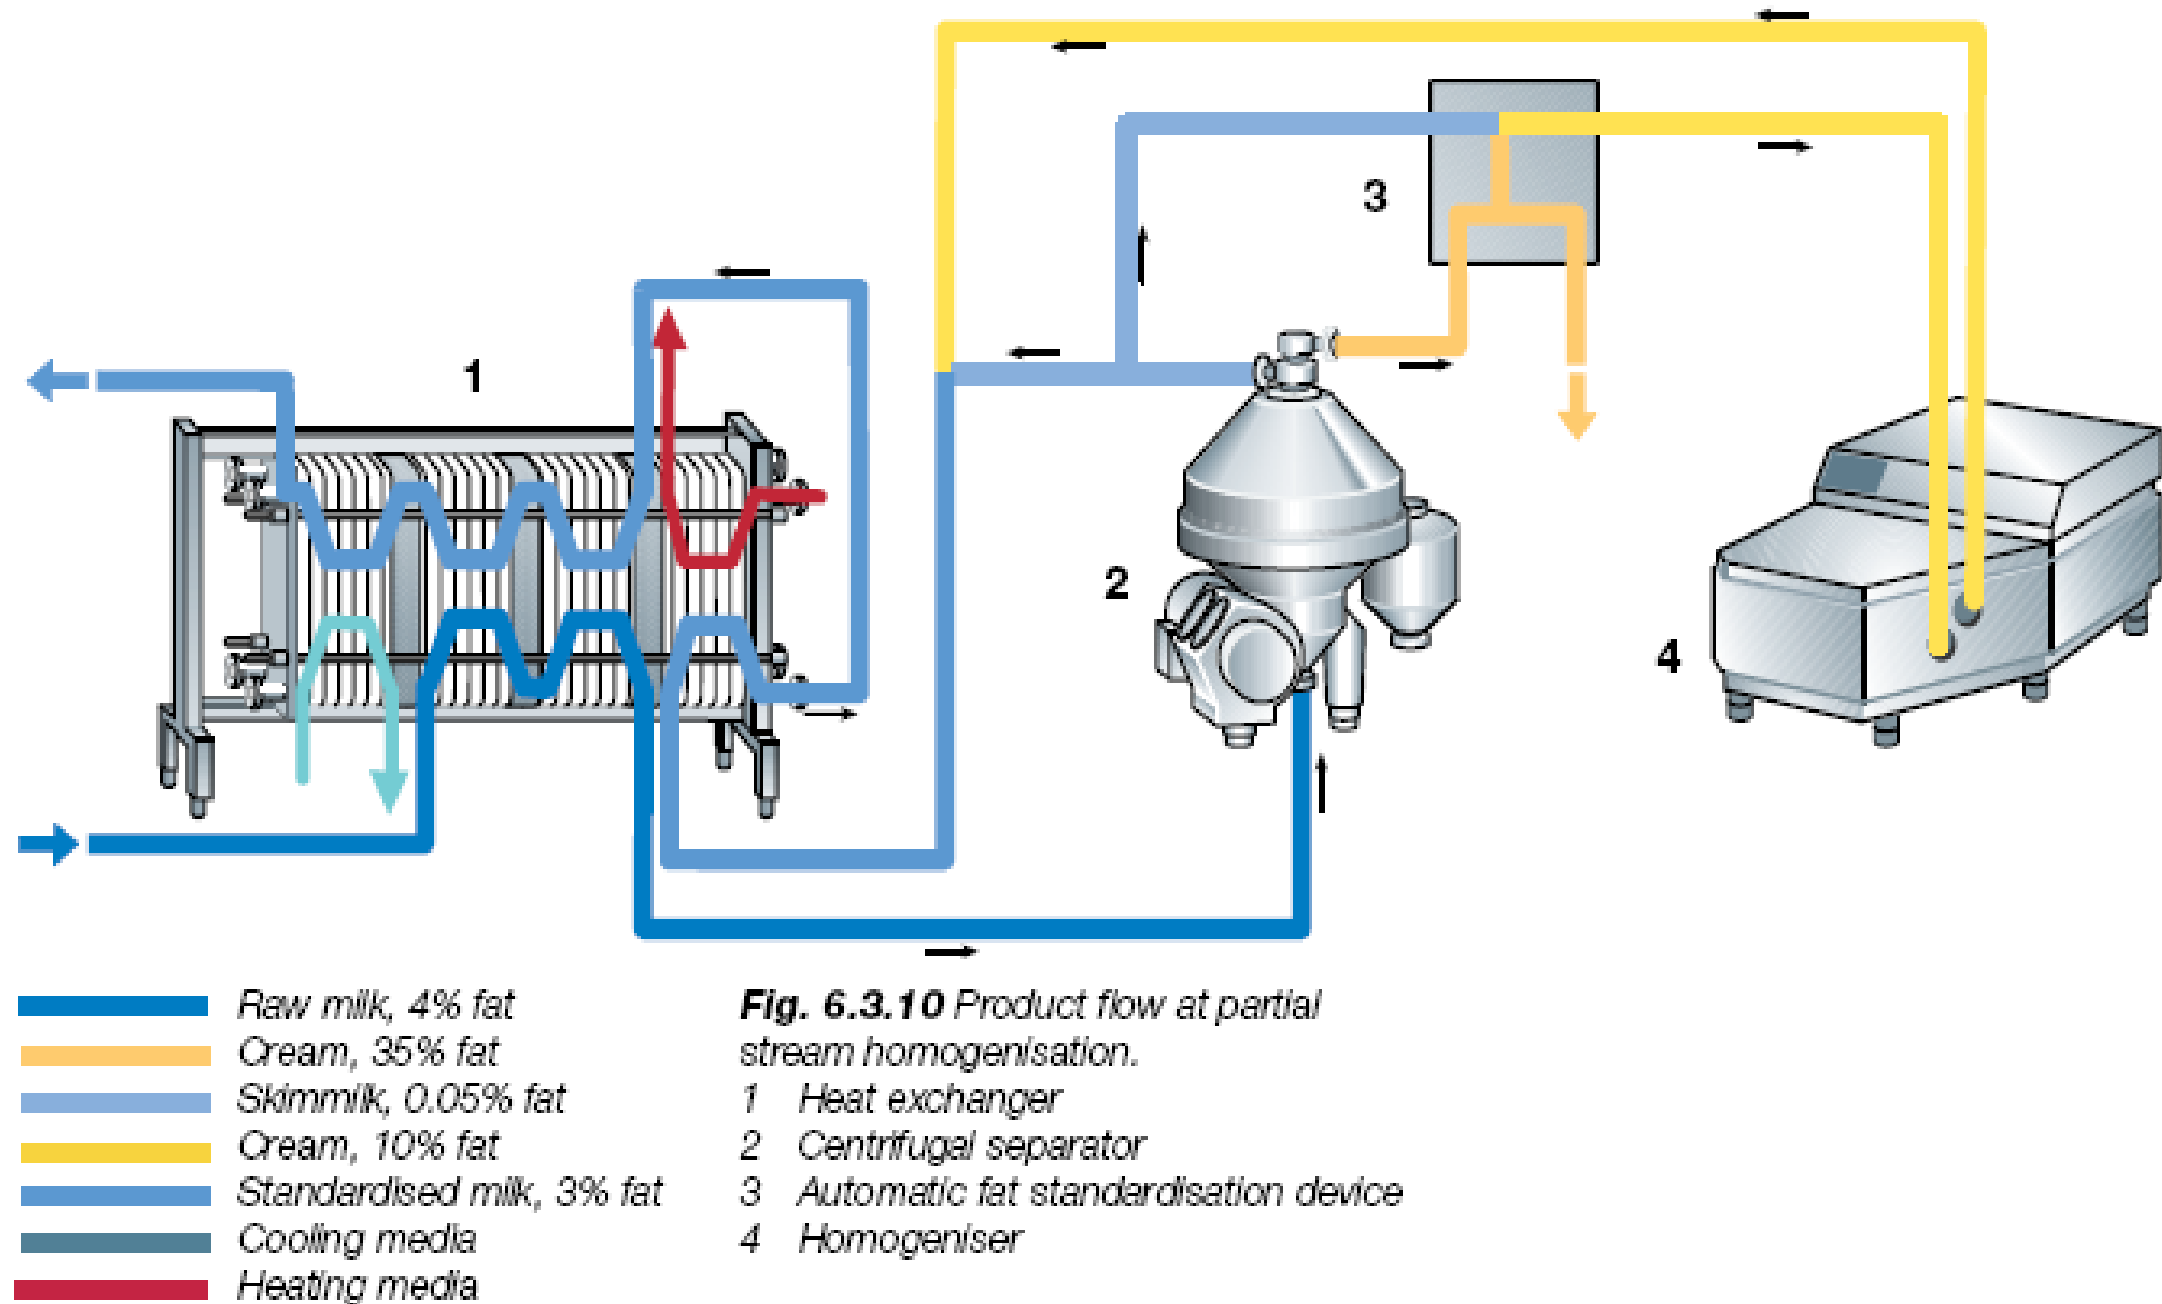 1
2
3
4
Raw milk, 4% fat
Cream, 35% fat
Skimmilk, 0.05% fat
Cream, 10% fat
Standardised milk, 3% fat
Cooling media
Heating media
Fig. 6.3.10 Product flow at partial
stream homogenisation.
1 Heat exchanger
2 Centrifugal separator
3 Automatic fat standardisation device
4 Homogeniser